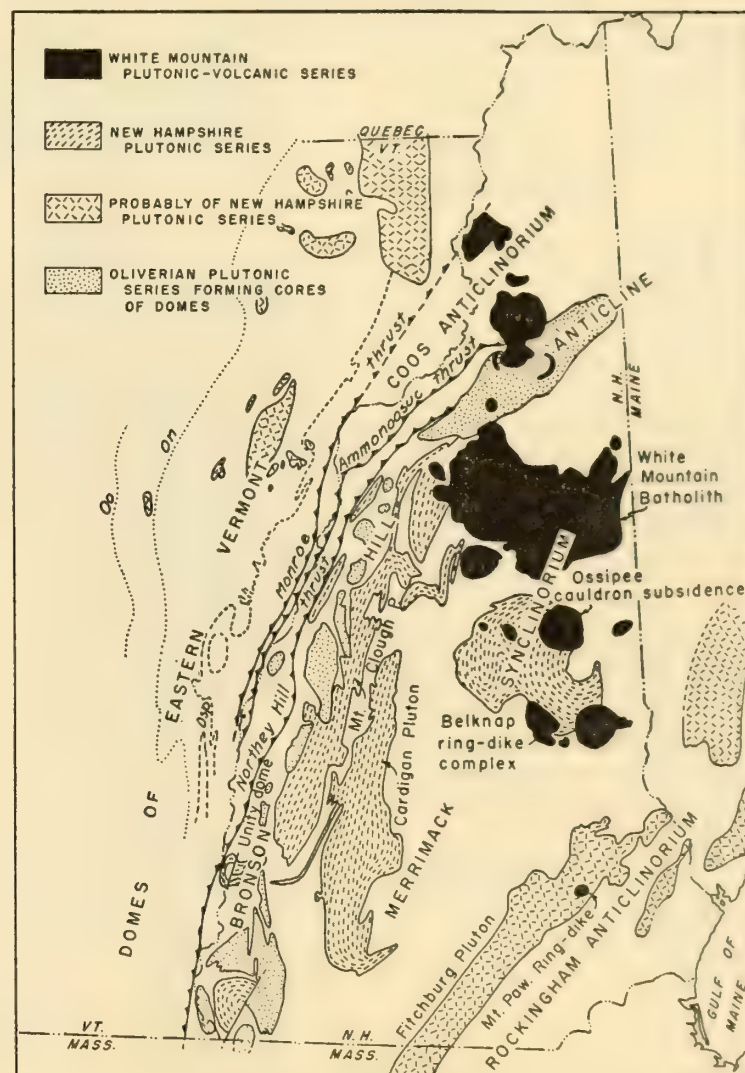 WHITE MOUNTAIN
PLUTONIC-VOLCANIC SERIES
NEW HAMPSHIRE
PLUTONIC SERIES
PROBABLY OF NEW HAMPSHIRE
PLUTONIC SERIES
OLIVERIAN PLUTONIC
SERIES FORMING CORES
OF DOMES
QUEBEC
VT.
thrust
COOS ANTICLINORIUM
Ammonoosuc thrust
ANTICLINE
N.H.
MAINE
On
Oo
VERMONT
EASTERN
OF
DOMES
Monroe
thrust
HILL
White
Mountain
Batholith
Ossipee
cauldron subsidence
SYNCLINORIUM
Belknap
ring-dike
complex
Northey Hill
Mt. Clough
Cardigan Pluton
Unity dome
BRONSON
MERRIMACK
Fitchburg Pluton
Mt. Paw. Ring-dike
ROCKINGHAM ANTICLINORIUM
GULF OF
MAINE
VT.
MASS.
N.H.
MASS.